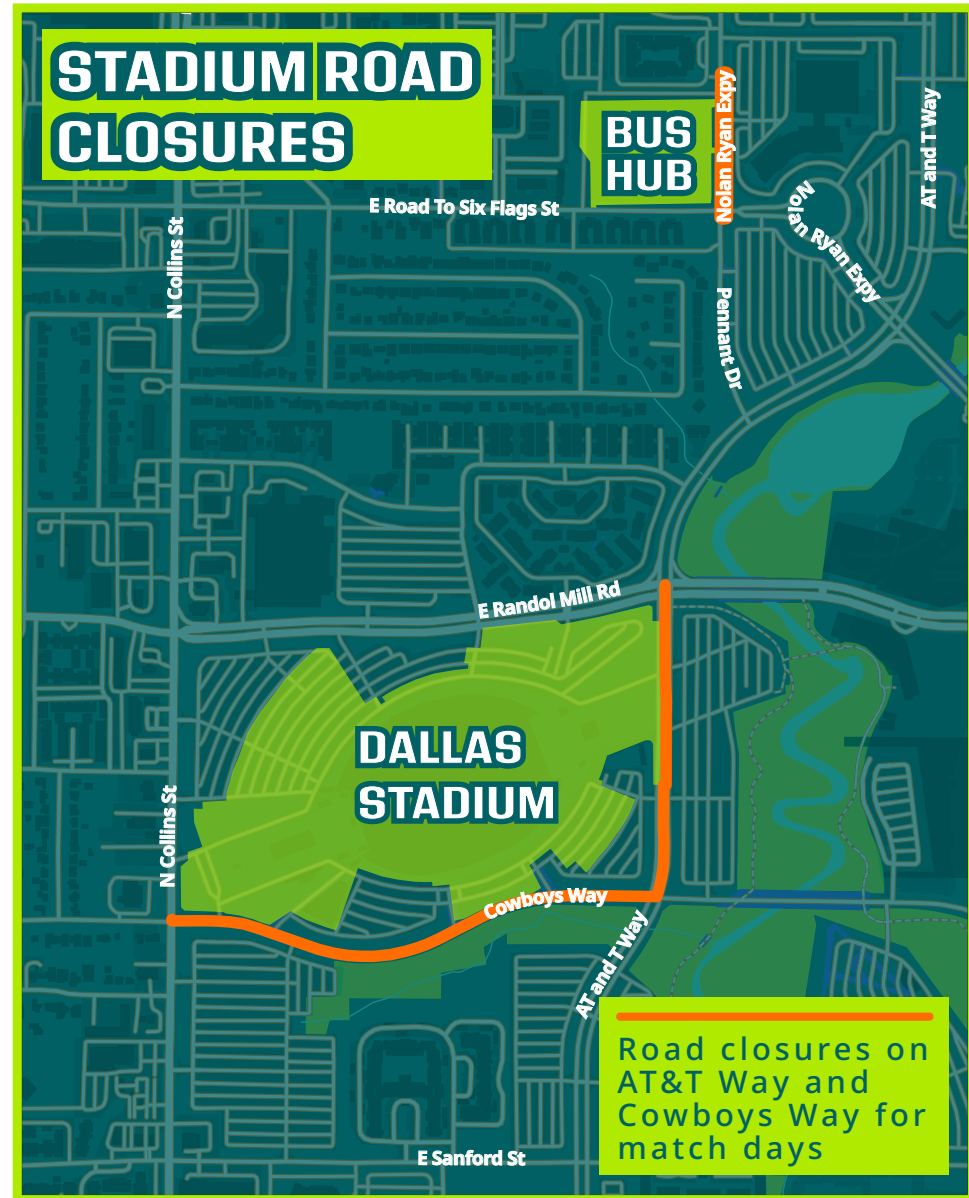 STADIUM ROAD
CLOSURES
BUS
HUB
Nolan Ryan Expy
AT and T Way
E Road To Six Flags St
Nolan Ryan Expy
N Collins St
Pennant Dr
E Randol Mill Rd
DALLAS
STADIUM
N Collins St
Cowboys Way
AT and T Way
Road closures on
AT&T Way and
Cowboys Way for
match days
E Sanford St